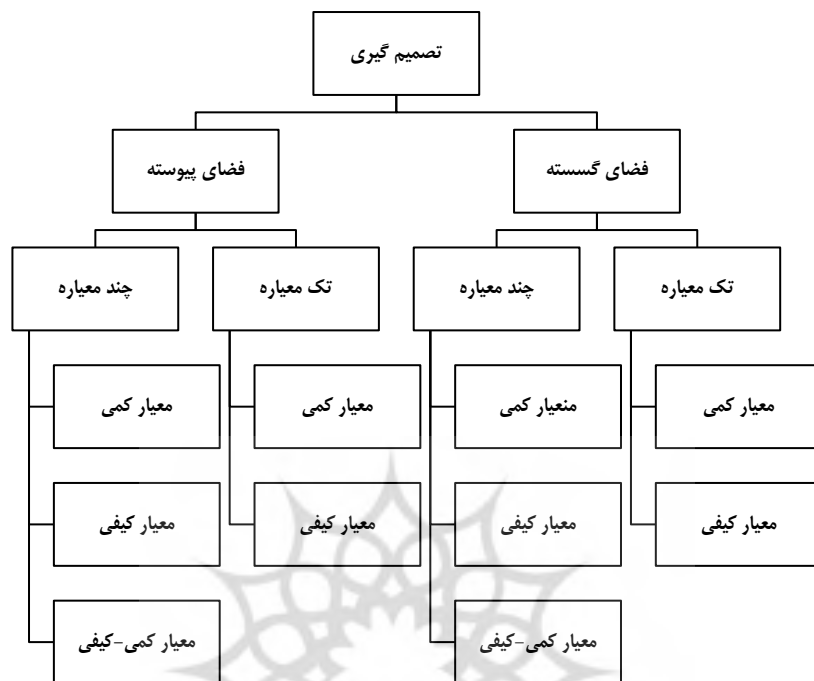 تصمیم گیری
فضای گسسته
فضای پیوسته
تک معیاره
چند معیاره
تک معیاره
چند معیاره
معیار کمی
منعیار کمی
معیار کمی
معیار کمی
معیار کیفی
معیار کیفی
معیار کیفی
معیار کیفی
معیار کمی-کیفی
معیار کمی-کیفی